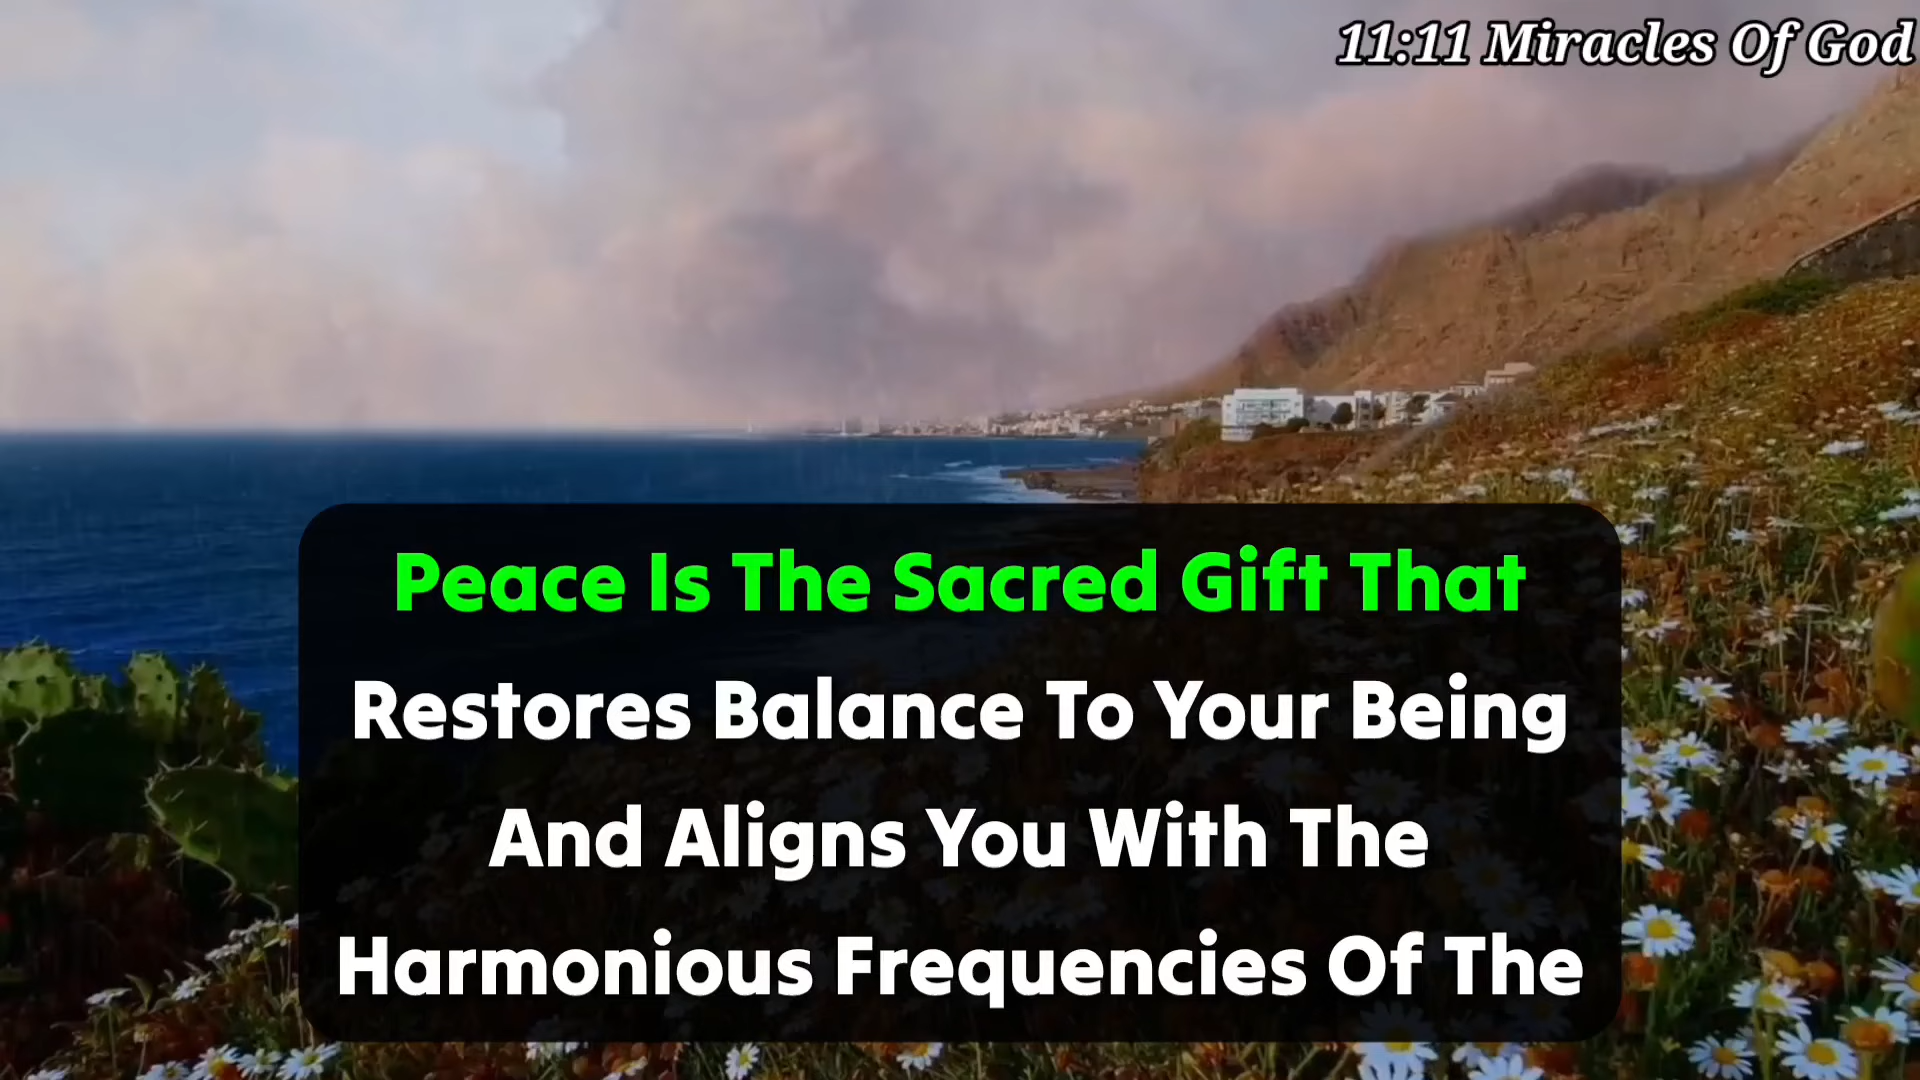 11:11 Miracles Of God
Peace Is The Sacred Gift That
Restores Balance To Your Being
And Aligns You With The
Harmonious Frequencies Of The